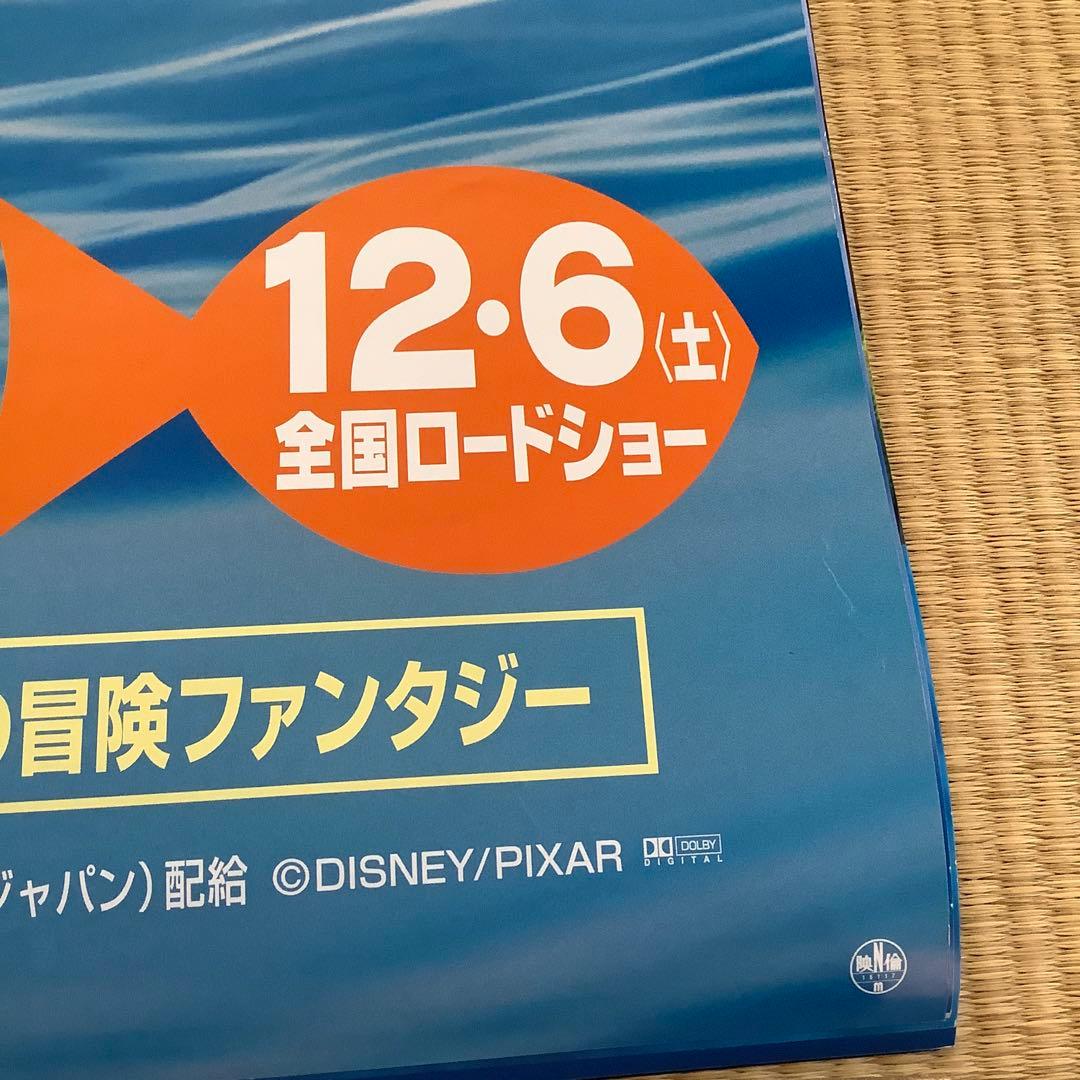 12・6〈土〉
全国ロードショー
冒険ファンタジー
ジャパン)配給 ©DISNEY/PIXAR DOLBY
DIGITAL
映N倫
m